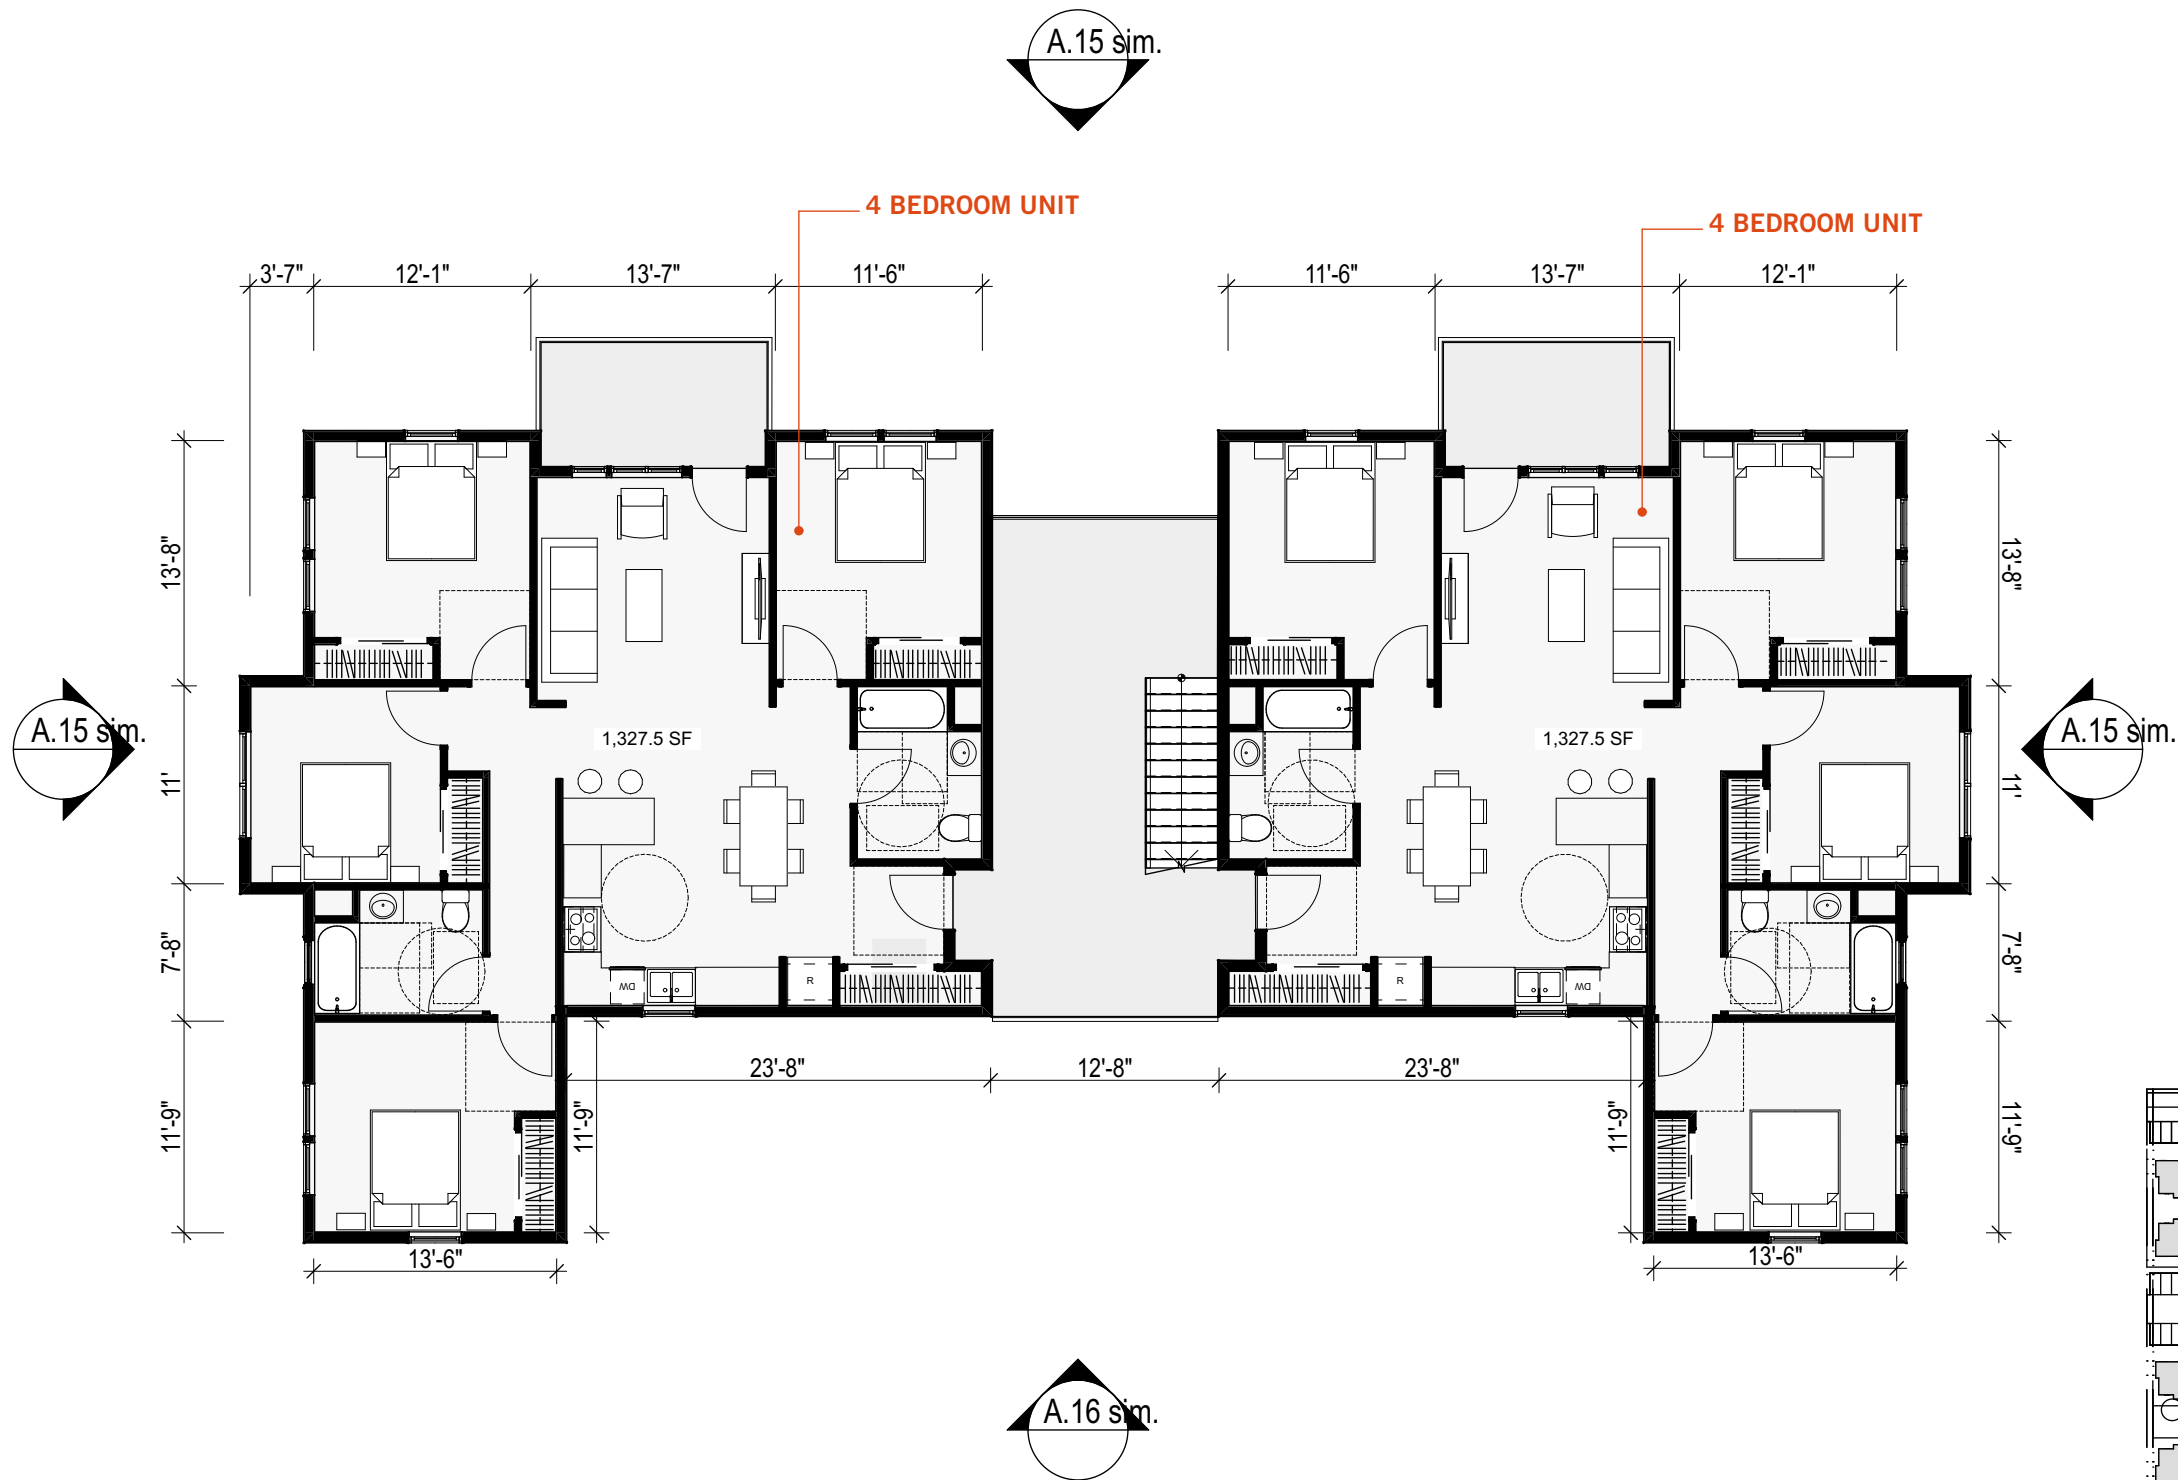 A.15 sim.
4 BEDROOM UNIT
4 BEDROOM UNIT
3'-7"
12'-1"
13'-7"
11'-6"
11'-6"
13'-7"
12'-1"
13'-8"
13'-8"
A.15 sim.
1,327.5 SF
1,327.5 SF
A.15 sim.
11'
11'
7'-8"
7'-8"
DW
R
R
DW
23'-8"
12'-8"
23'-8"
11'-9"
11'-9"
11'-9"
11'-9"
13'-6"
13'-6"
A.16 sim.